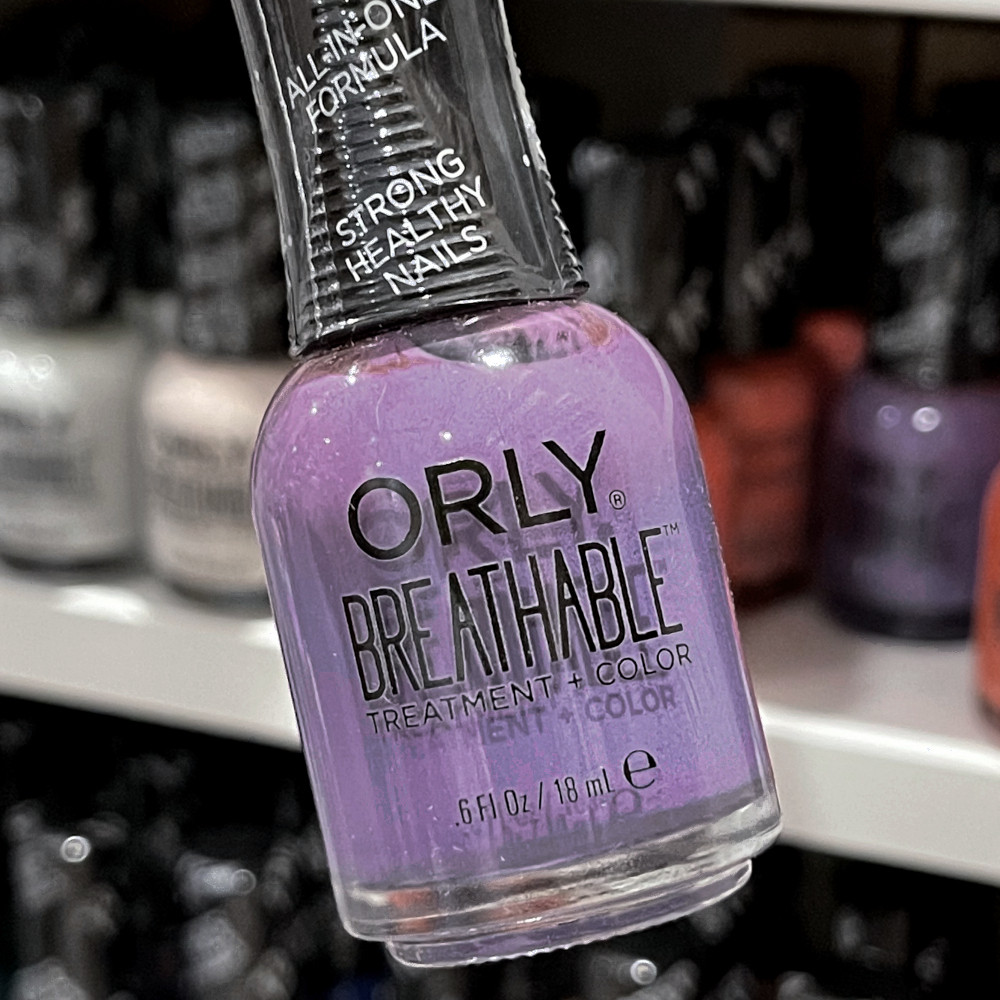 ALL-IN-ONE
FORMULA
STRONG
HEALTHY
NAILS
ORLY®
BREATHABLE™
TREATMENT + COLOR
.6 Fl Oz / 18 mL ℮